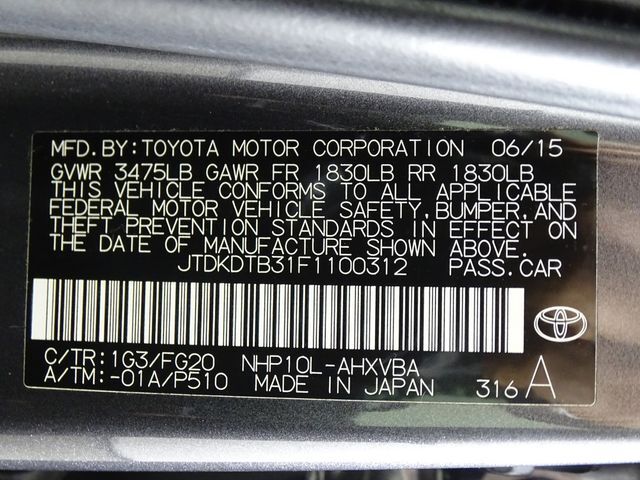 MFD.BY:TOYOTA MOTOR CORPORATION 06/15
GVWR 3475LB GAWR FR 1830LB RR 1830LB
THIS VEHICLE CONFORMS TO ALL APPLICABLE
FEDERAL MOTOR VEHICLE SAFETY,BUMPER,AND
THEFT PREVENTION STANDARDS IN EFFECT ON
THE DATE OF MANUFACTURE SHOWN ABOVE.
JTDKDTB31F1100312 PASS.CAR
C/TR:1G3/FG20 NHP10L-AHXVBA
A/TM:-01A/P510 MADE IN JAPAN 316 A